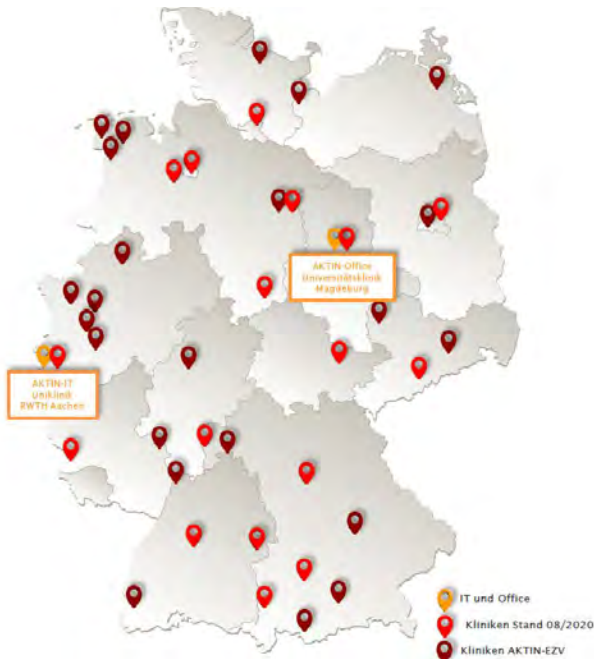 AKTIN-Office
Universitätsklinik
Magdeburg
AKTIN-IT
Uniklinik
RWTH Aachen
IT und Office
Kliniken Stand 08/2020
Kliniken AKTIN-EZV